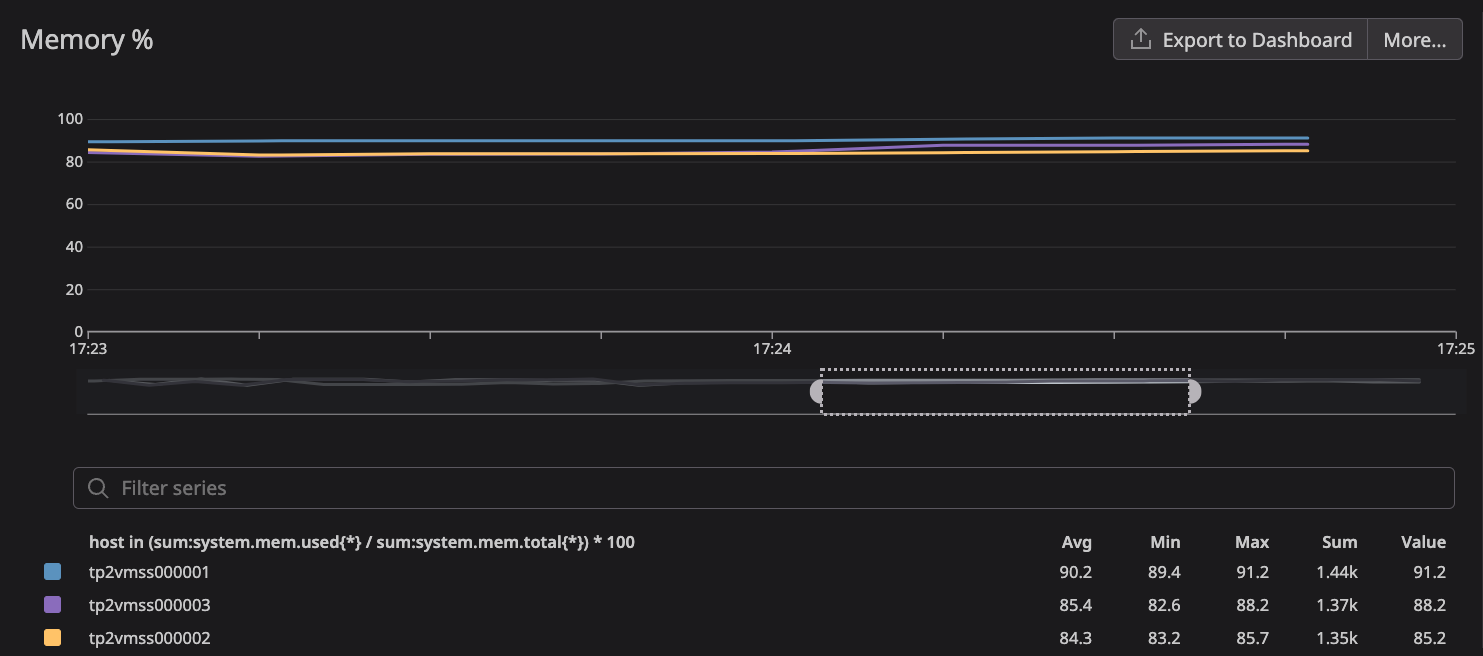 Memory %
Export to Dashboard More...
100
80
60
40
20
0
17:23 17:24 17:25
Filter series
host in (sum:system.mem.used{*} / sum:system.mem.total{*}) * 100 Avg Min Max Sum Value
tp2vmss000001 90.2 89.4 91.2 1.44k 91.2
tp2vmss000003 85.4 82.6 88.2 1.37k 88.2
tp2vmss000002 84.3 83.2 85.7 1.35k 85.2